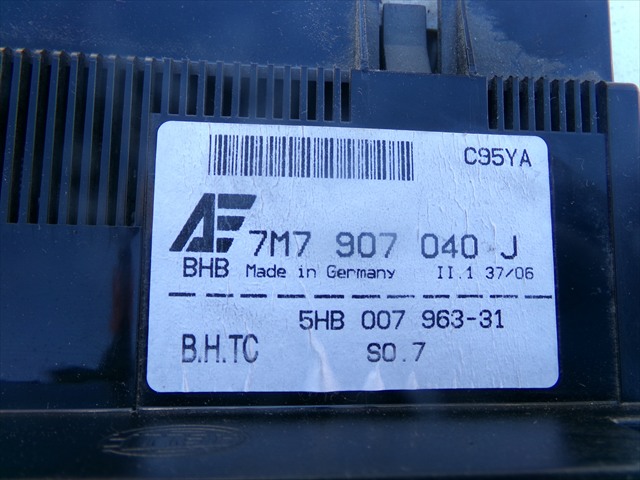 C95YA
AE
7M7 907 040 J
BHB Made in Germany II.1 37/06
5HB 007 963-31
B.H.TC SO.7